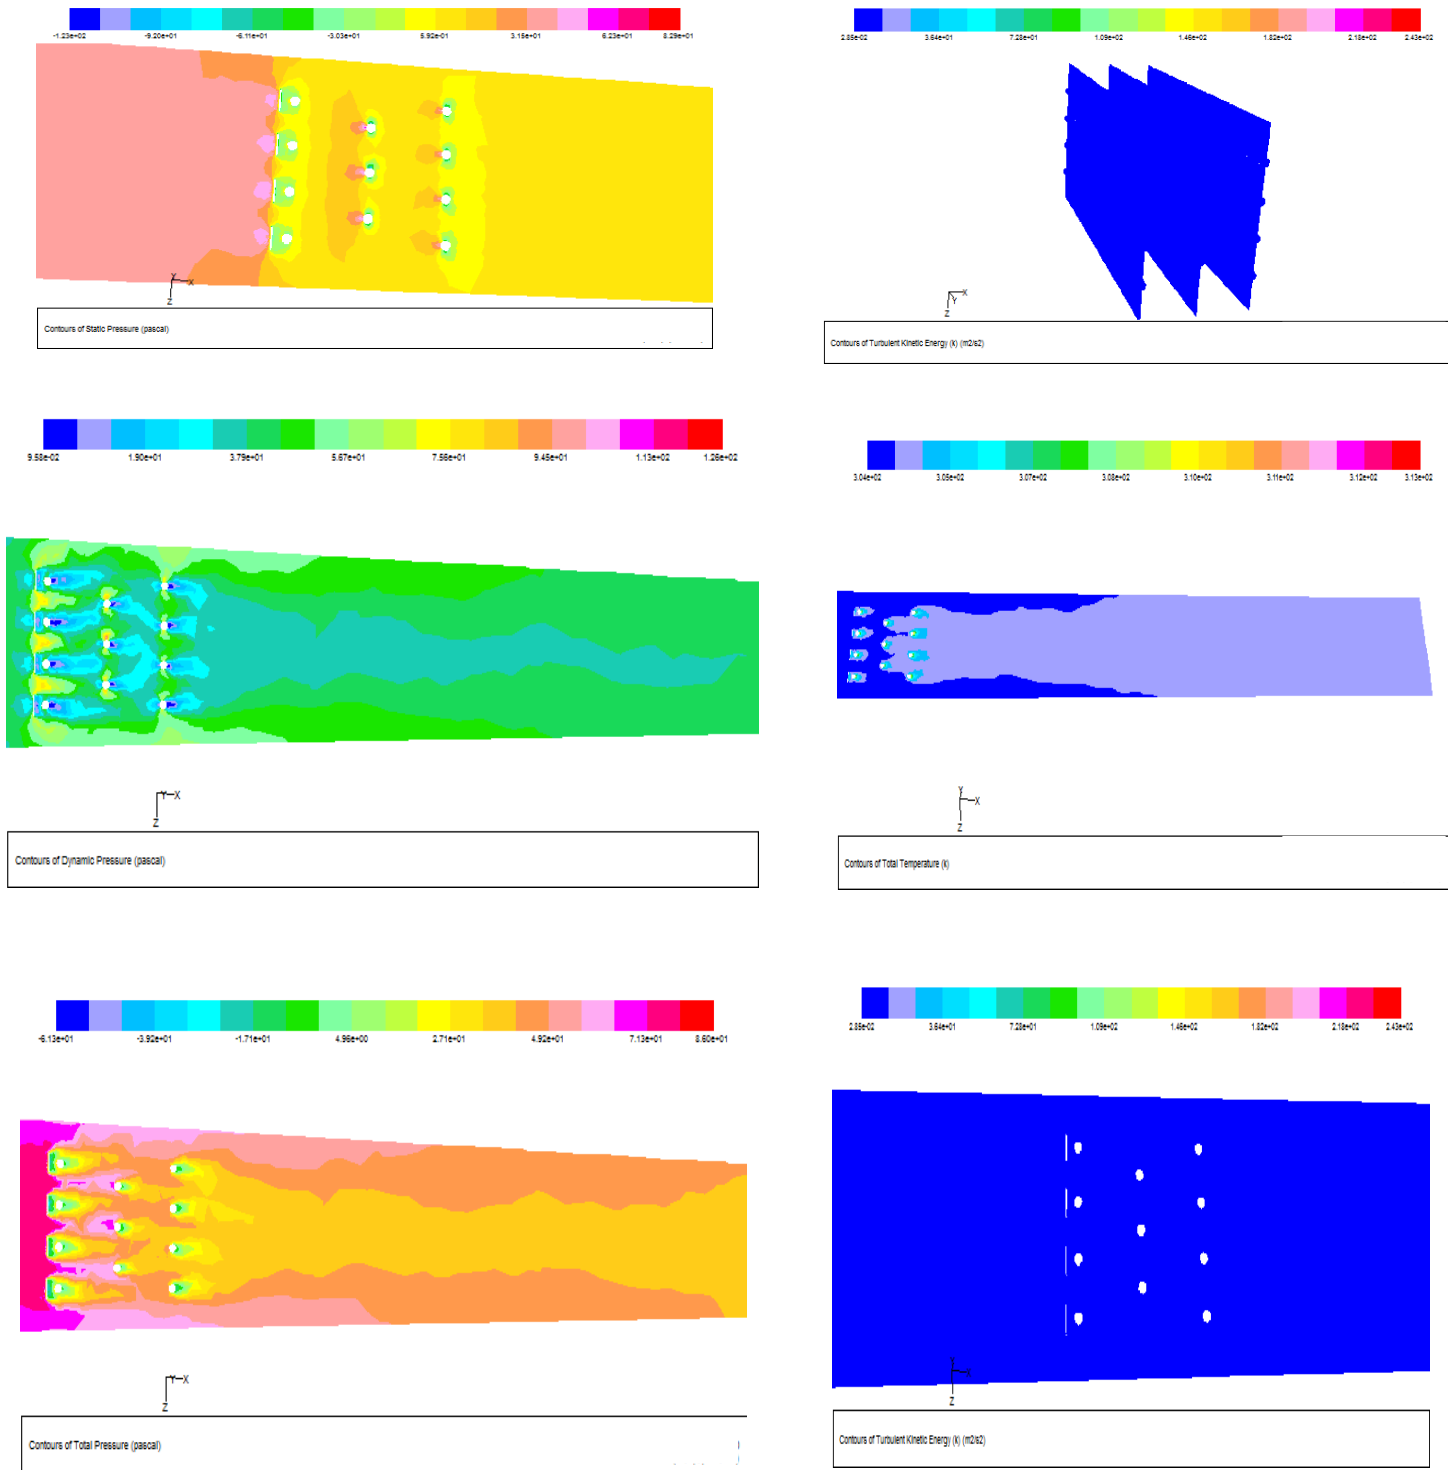 -1.23e+02 -9.20e+01 -6.11e+01 -3.03e+01 5.92e+01 3.15e+01 6.23e+01 8.29e+01
Y X
Z
Contours of Static Pressure (pascal)
2.85e-02 3.64e+01 7.28e+01 1.09e+02 1.46e+02 1.82e+02 2.18e+02 2.43e+02
X
Y
Z
Contours of Turbulent Kinetic Energy (k) (m2/s2)
9.58e-02 1.90e+01 3.79e+01 5.67e+01 7.56e+01 9.45e+01 1.13e+02 1.26e+02
Y X
Z
Contours of Dynamic Pressure (pascal)
3.04e+02 3.05e+02 3.07e+02 3.08e+02 3.10e+02 3.11e+02 3.12e+02 3.13e+02
Y
X
Z
Contours of Total Temperature (k)
-6.13e+01 -3.92e+01 -1.71e+01 4.96e+00 2.71e+01 4.92e+01 7.13e+01 8.60e+01
Y X
Z
Contours of Total Pressure (pascal)
2.85e-02 3.64e+01 7.28e+01 1.09e+02 1.46e+02 1.82e+02 2.18e+02 2.43e+02
Y
X
Z
Contours of Turbulent Kinetic Energy (k) (m2/s2)